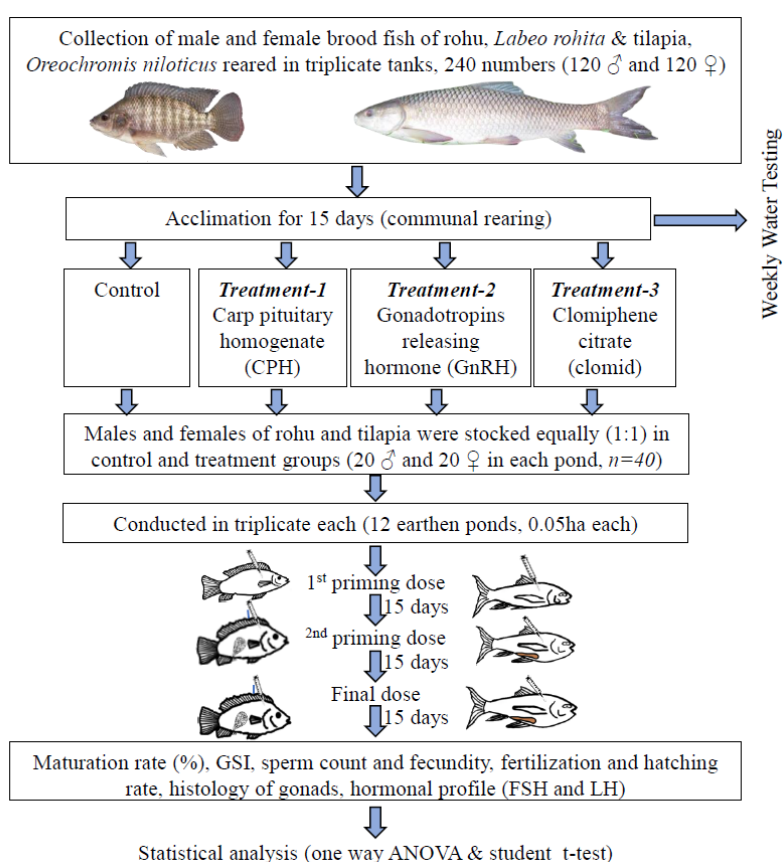 Collection of male and female brood fish of rohu, Labeo rohita & tilapia,
Oreochromis niloticus reared in triplicate tanks, 240 numbers (120 ♂ and 120 ♀)
Acclimation for 15 days (communal rearing)
Weekly Water Testing
Control
Treatment-1
Carp pituitary
homogenate
(CPH)
Treatment-2
Gonadotropins
releasing
hormone (GnRH)
Treatment-3
Clomiphene
citrate
(clomid)
Males and females of rohu and tilapia were stocked equally (1:1) in
control and treatment groups (20 ♂ and 20 ♀ in each pond, n=40)
Conducted in triplicate each (12 earthen ponds, 0.05ha each)
1st priming dose
15 days
2nd priming dose
15 days
Final dose
15 days
Maturation rate (%), GSI, sperm count and fecundity, fertilization and hatching
rate, histology of gonads, hormonal profile (FSH and LH)
Statistical analysis (one way ANOVA & student t-test)